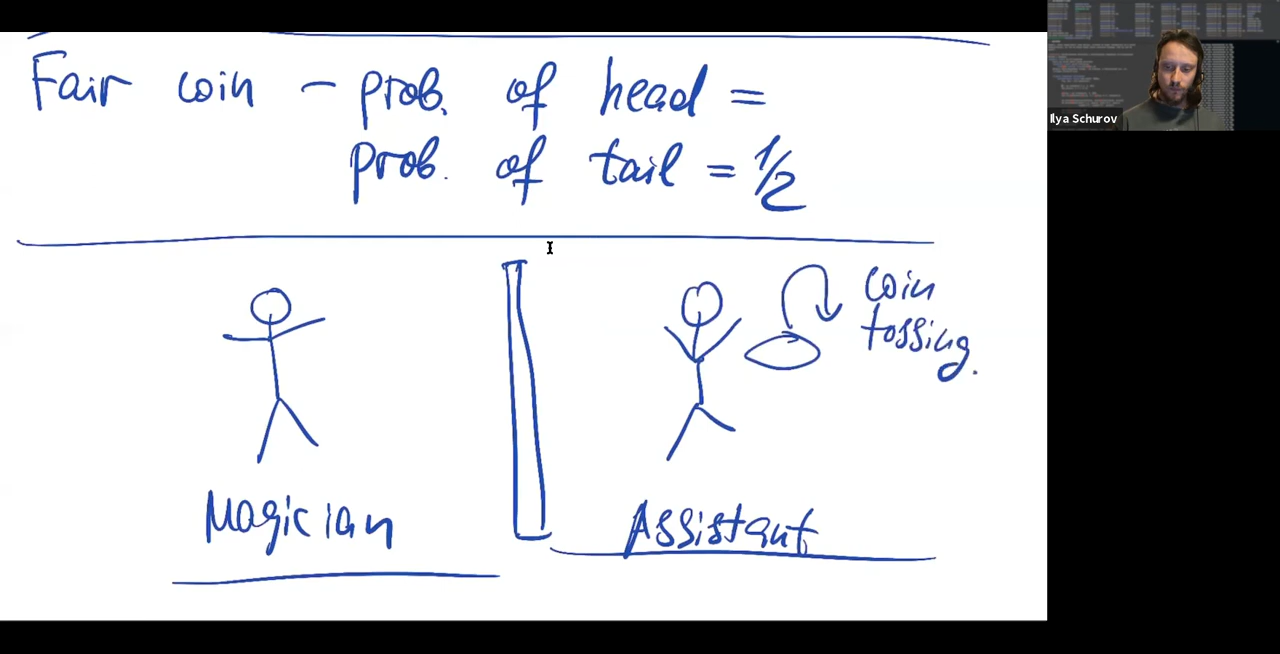 Fair coin - prob. of head =
prob. of tail = 1/2
coin
tossing.
Magician
Assistant
Ilya Schurov